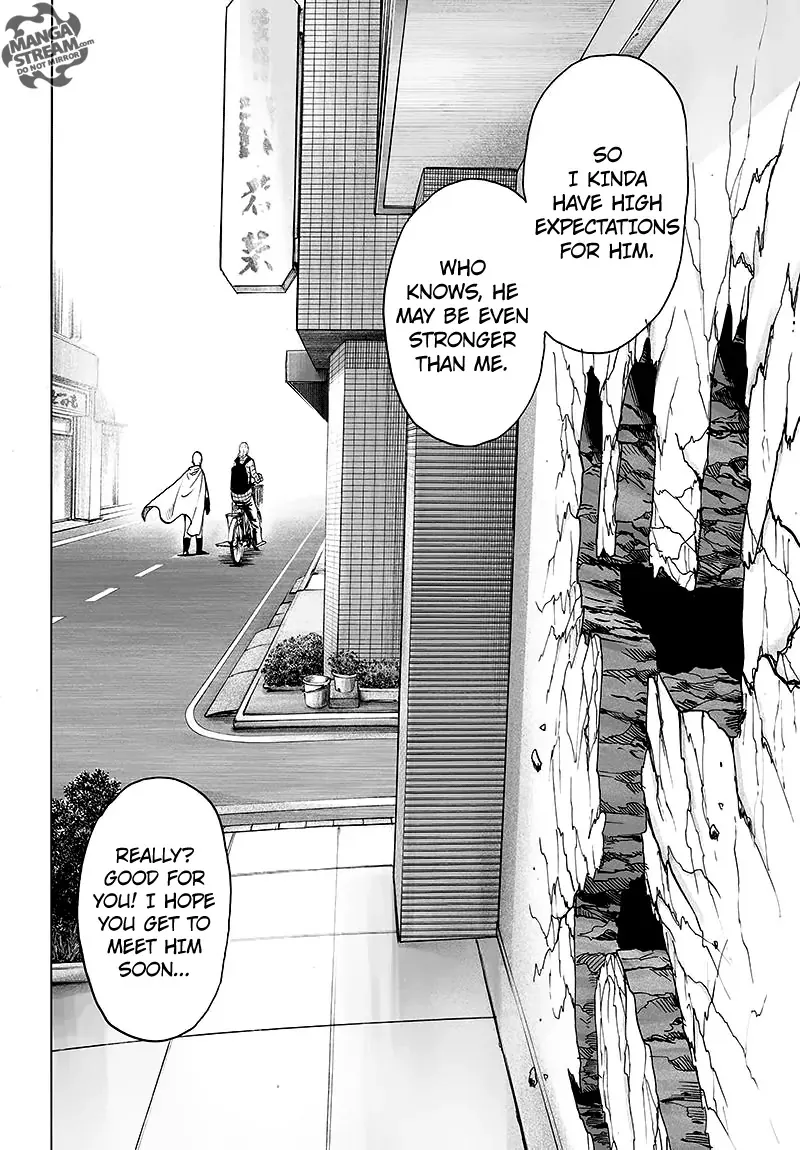 MANGA
STREAM.COM
DO NOT MIRROR
SO
I KINDA
HAVE HIGH
EXPECTATIONS
FOR HIM.
WHO
KNOWS, HE
MAY BE EVEN
STRONGER
THAN ME.
REALLY?
GOOD FOR
YOU! I HOPE
YOU GET TO
MEET HIM
SOON...